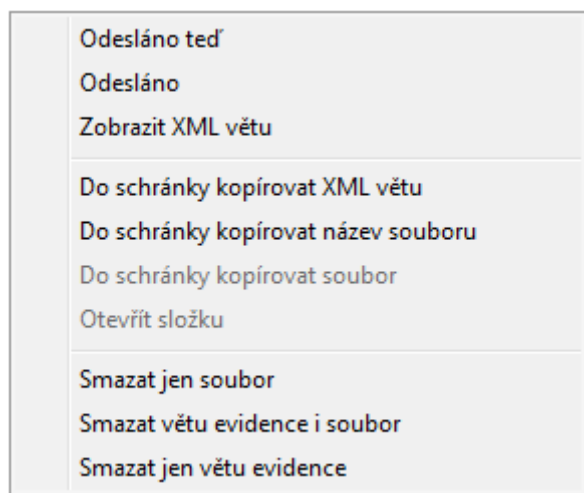 Odesláno teď
Odesláno
Zobrazit XML větu
Do schránky kopírovat XML větu
Do schránky kopírovat název souboru
Do schránky kopírovat soubor
Otevřít složku
Smazat jen soubor
Smazat větu evidence i soubor
Smazat jen větu evidence